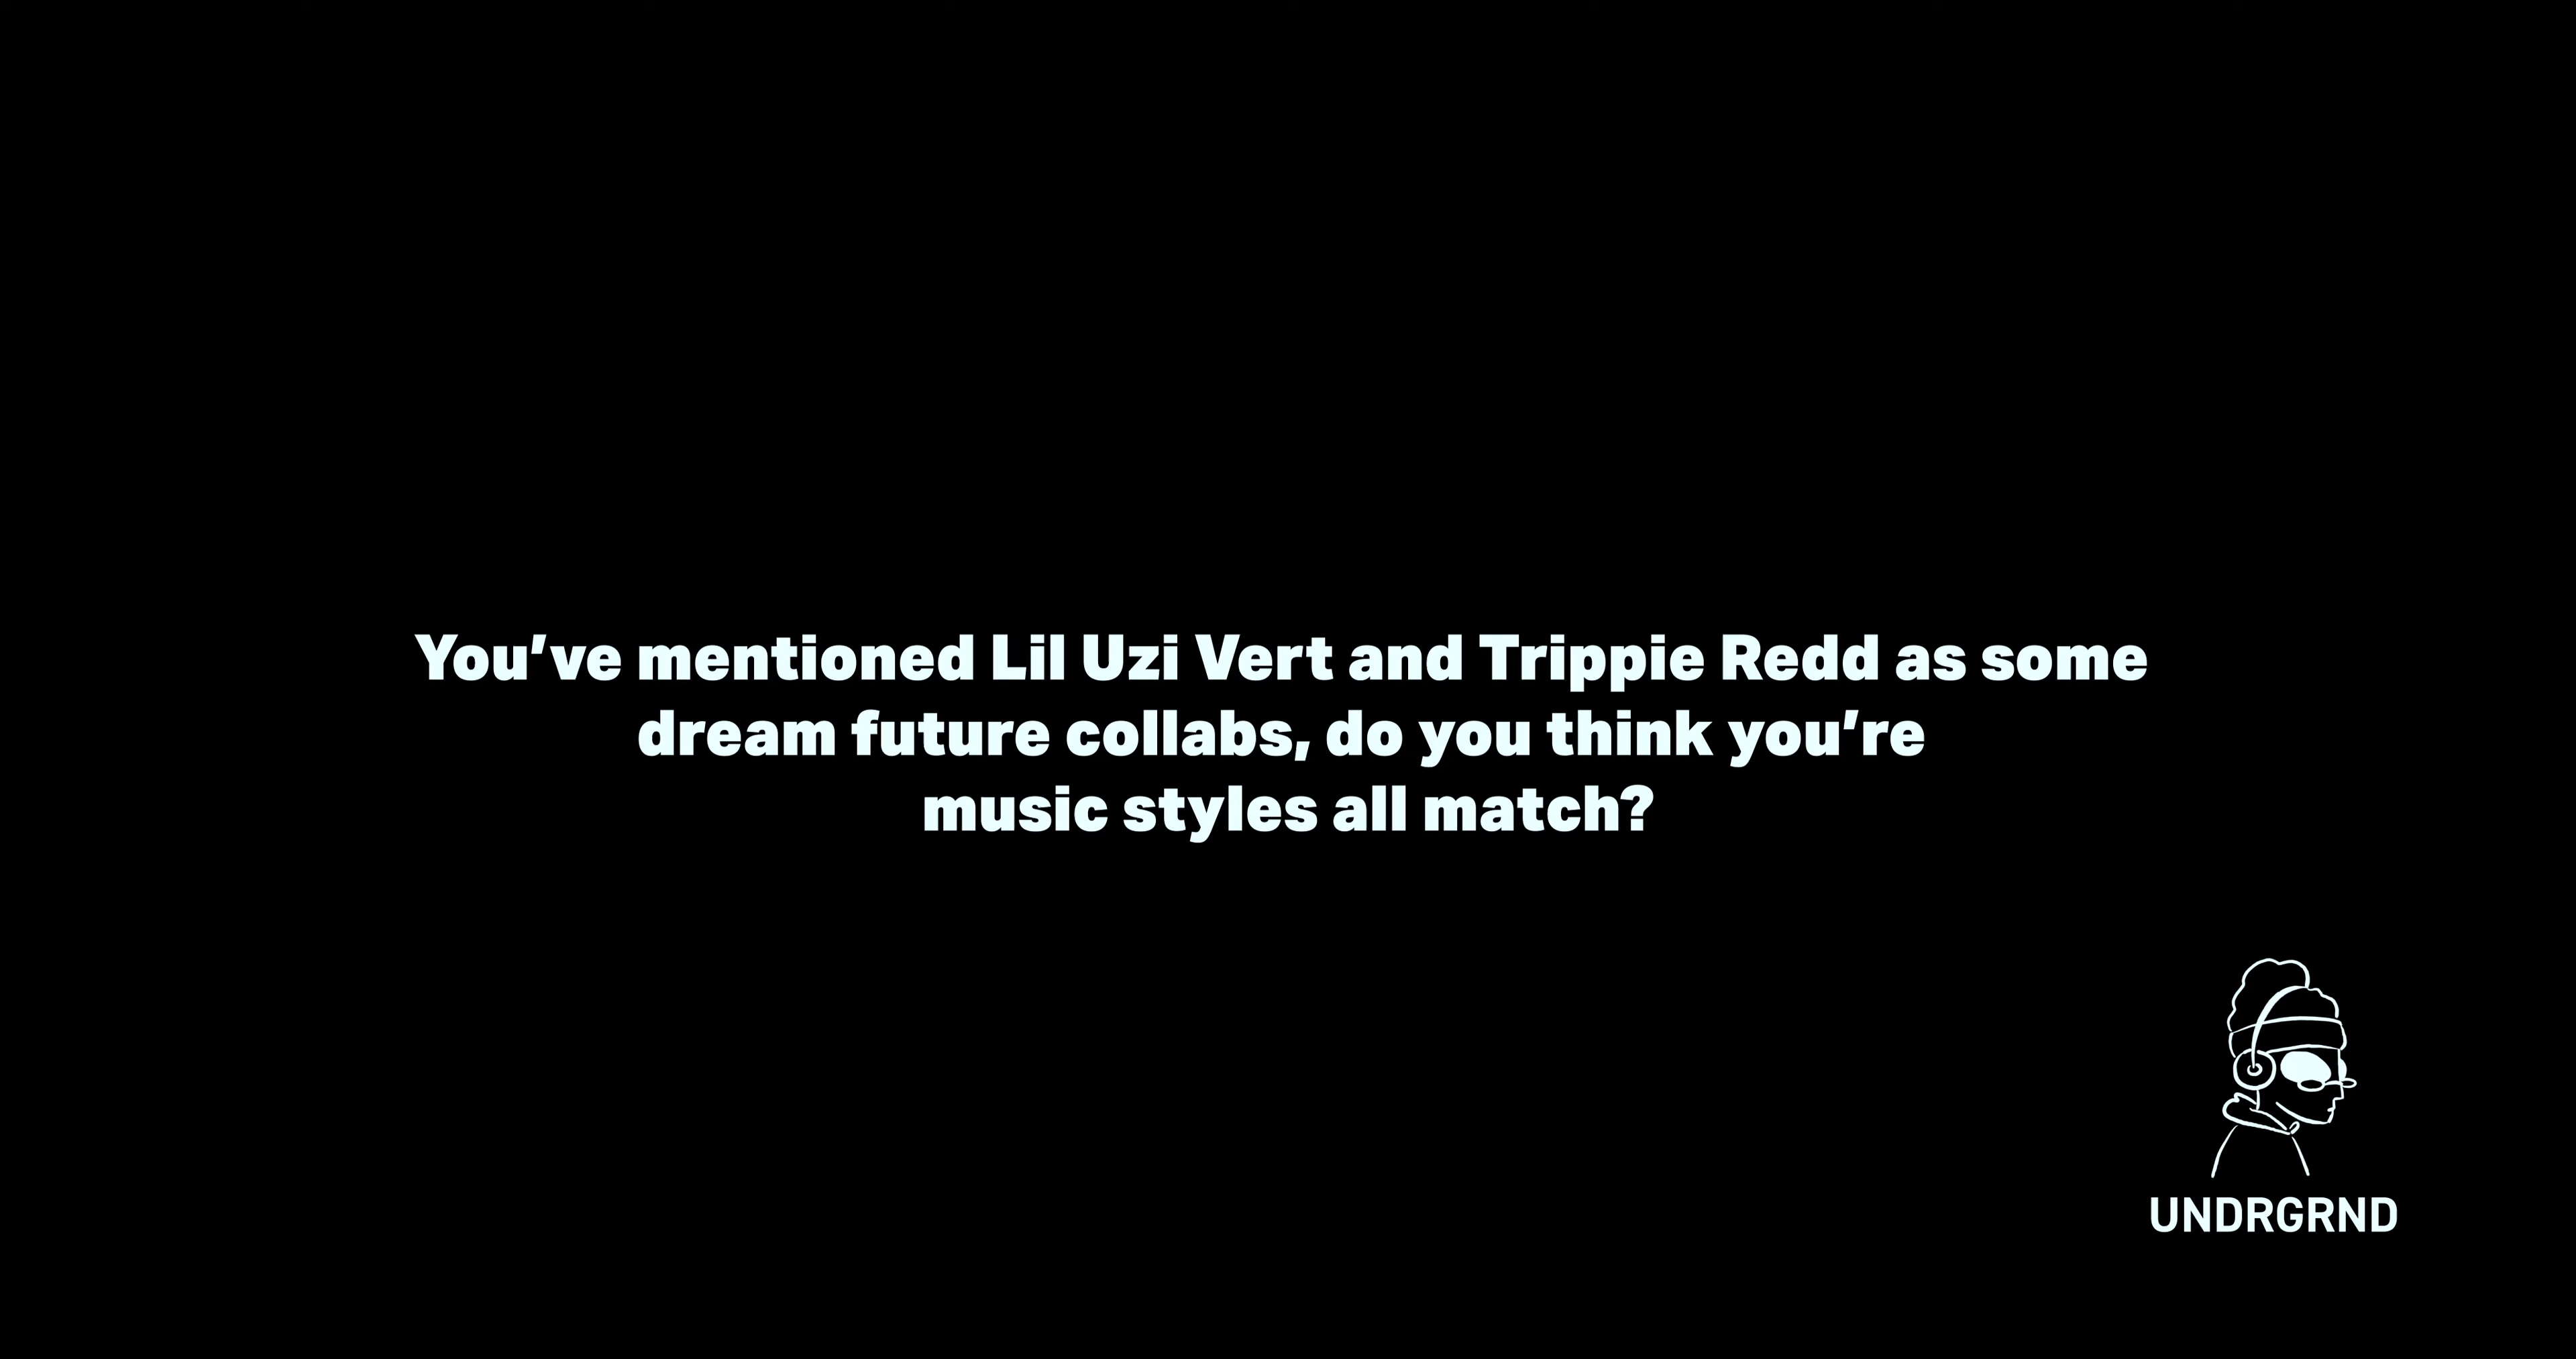 You’ve mentioned Lil Uzi Vert and Trippie Redd as some
dream future collabs, do you think you’re
music styles all match?
UNDRGRND